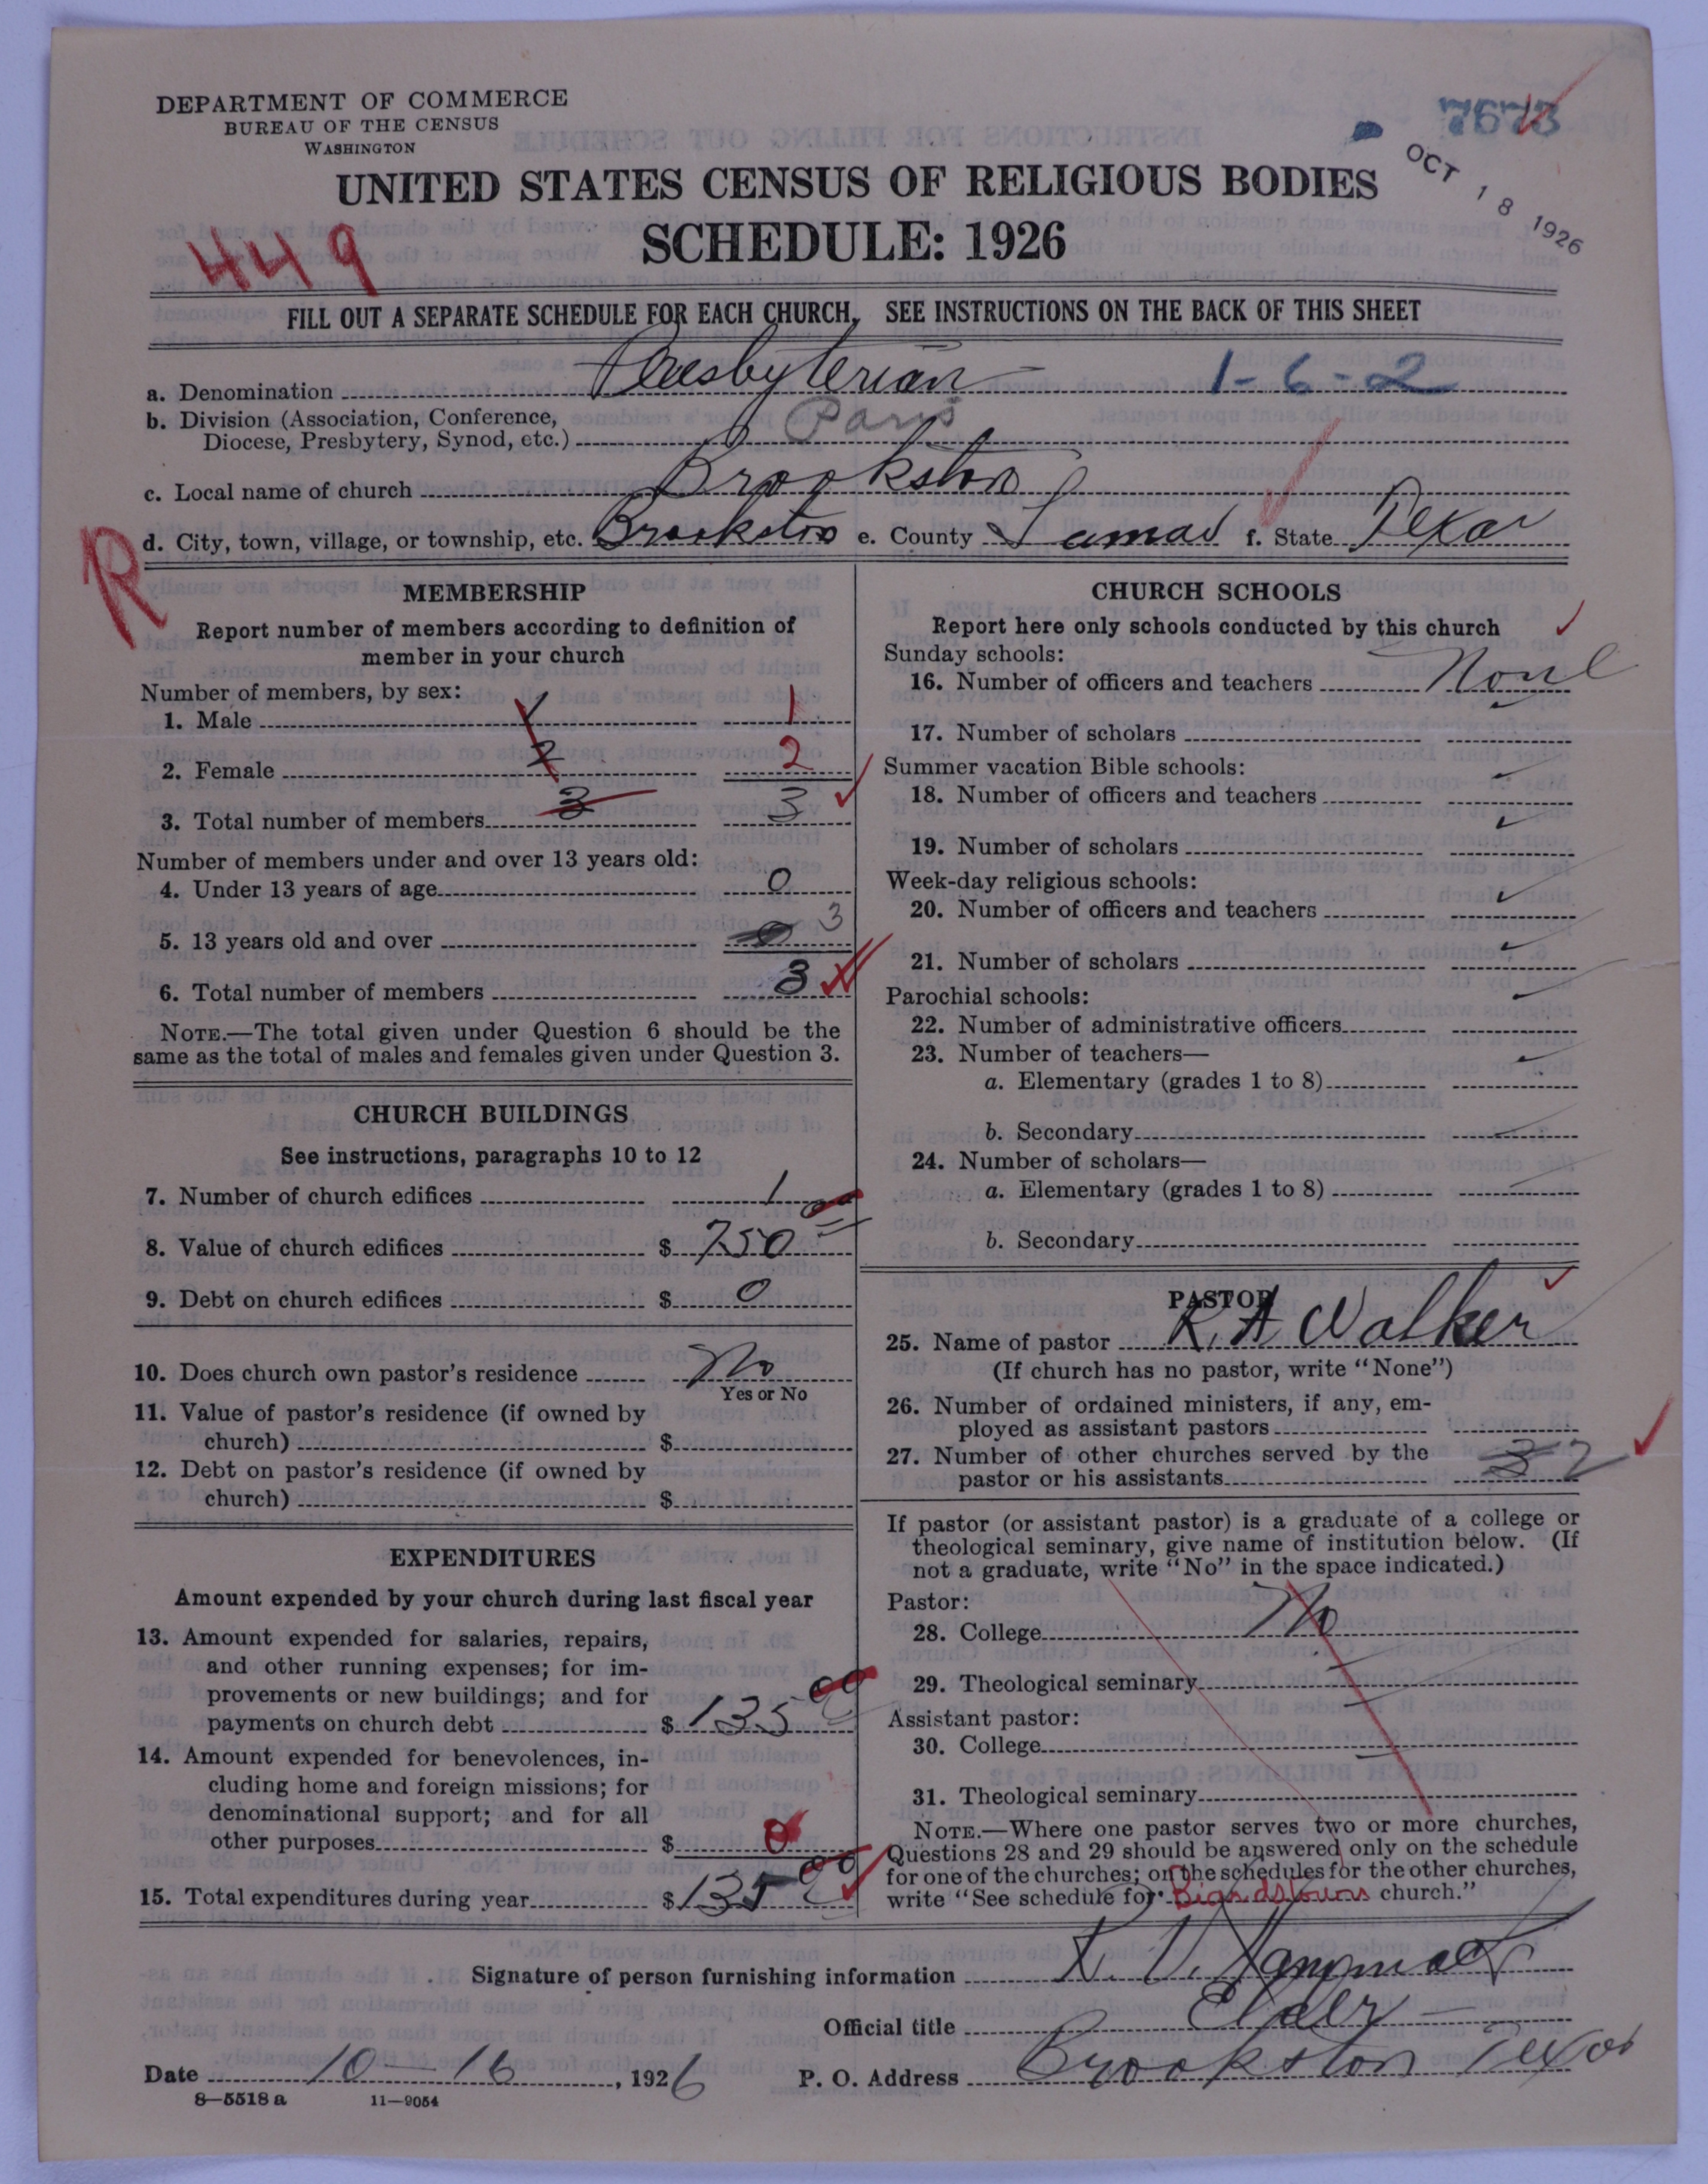 DEPARTMENT OF COMMERCE
BUREAU OF THE CENSUS
WASHINGTON
7673
OCT 18 1926
UNITED STATES CENSUS OF RELIGIOUS BODIES
SCHEDULE: 1926
449
FILL OUT A SEPARATE SCHEDULE FOR EACH CHURCH. SEE INSTRUCTIONS ON THE BACK OF THIS SHEET
a. Denomination Presbyterian 1-6-2
b. Division (Association, Conference,
Diocese, Presbytery, Synod, etc.) Paris
c. Local name of church Brookston
d. City, town, village, or township, etc. Brookston e. County Lamar f. State Texas
R
MEMBERSHIP
Report number of members according to definition of
member in your church
Number of members, by sex:
1. Male 1
2. Female 2 2
3. Total number of members 3 3
Number of members under and over 13 years old:
4. Under 13 years of age 0
5. 13 years old and over 0 3
6. Total number of members 3
NOTE.—The total given under Question 6 should be the
same as the total of males and females given under Question 3.
CHURCH BUILDINGS
See instructions, paragraphs 10 to 12
7. Number of church edifices 1
8. Value of church edifices $ 750 00
9. Debt on church edifices $ 0
10. Does church own pastor's residence No
Yes or No
11. Value of pastor's residence (if owned by
church) $
12. Debt on pastor's residence (if owned by
church) $
EXPENDITURES
Amount expended by your church during last fiscal year
13. Amount expended for salaries, repairs,
and other running expenses; for im-
provements or new buildings; and for
payments on church debt $ 135 00
14. Amount expended for benevolences, in-
cluding home and foreign missions; for
denominational support; and for all
other purposes $ 0
15. Total expenditures during year $ 135 00
CHURCH SCHOOLS
Report here only schools conducted by this church
Sunday schools:
16. Number of officers and teachers None
17. Number of scholars
Summer vacation Bible schools:
18. Number of officers and teachers
19. Number of scholars
Week-day religious schools:
20. Number of officers and teachers
21. Number of scholars
Parochial schools:
22. Number of administrative officers
23. Number of teachers—
a. Elementary (grades 1 to 8)
b. Secondary
24. Number of scholars—
a. Elementary (grades 1 to 8)
b. Secondary
PASTOR
25. Name of pastor R. A Walker
(If church has no pastor, write "None")
26. Number of ordained ministers, if any, em-
ployed as assistant pastors
27. Number of other churches served by the
pastor or his assistants 3 2
If pastor (or assistant pastor) is a graduate of a college or
theological seminary, give name of institution below. (If
not a graduate, write "No" in the space indicated.)
Pastor:
28. College No
29. Theological seminary
Assistant pastor:
30. College
31. Theological seminary
NOTE.—Where one pastor serves two or more churches,
Questions 28 and 29 should be answered only on the schedule
for one of the churches; on the schedules for the other churches,
write "See schedule for church."
Signature of person furnishing information
Official title Elder
Date 10—16, 1926 P. O. Address Brookston Texas
8—5518 a 11—9054